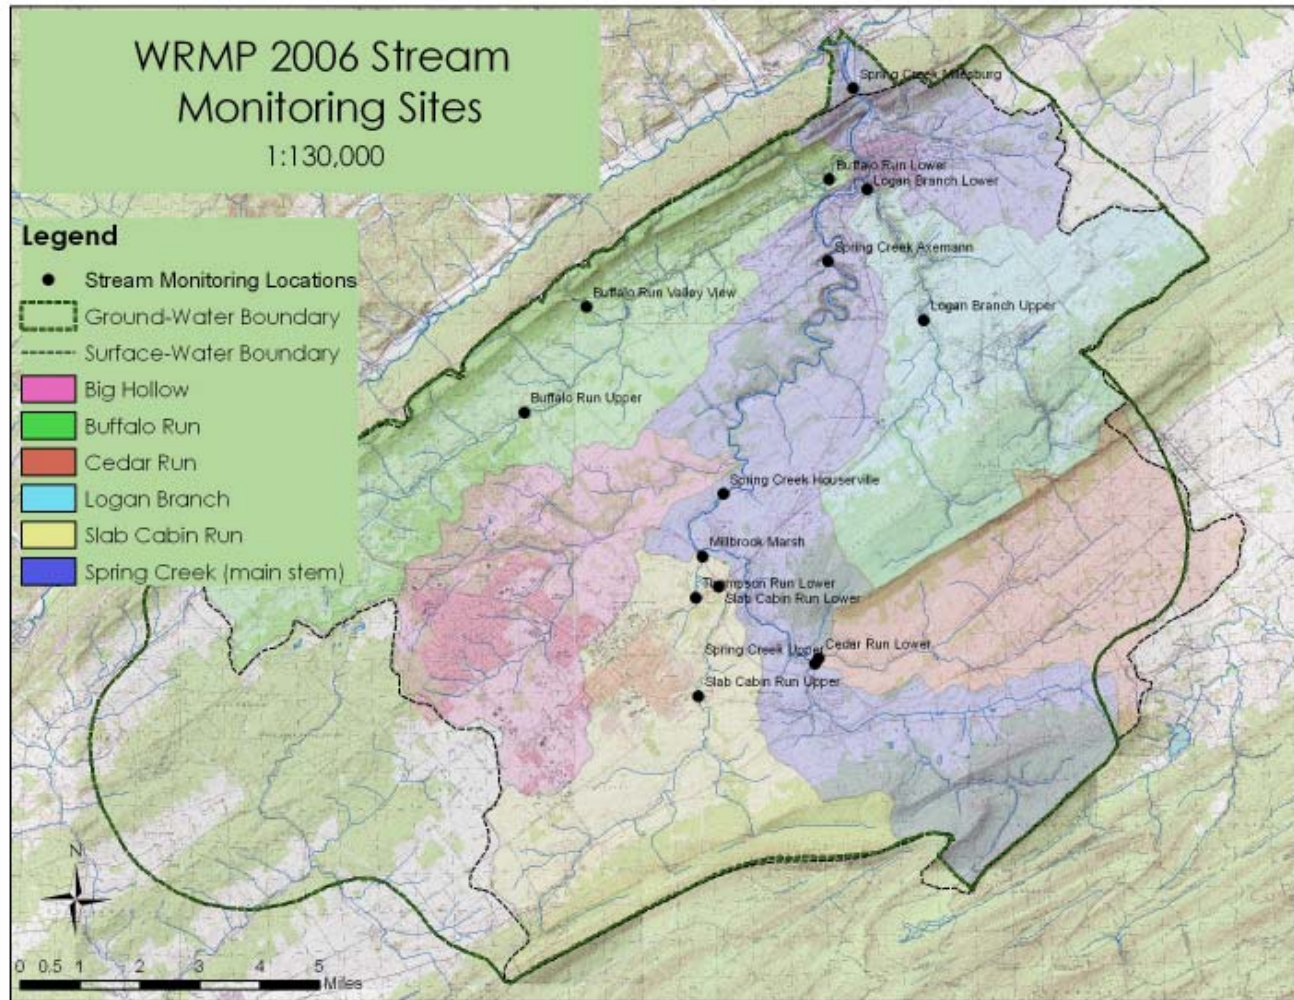 WRMP 2006 Stream
Monitoring Sites
1:130,000
Legend
Stream Monitoring Locations
Ground-Water Boundary
Surface-Water Boundary
Big Hollow
Buffalo Run
Cedar Run
Logan Branch
Slab Cabin Run
Spring Creek (main stem)
Spring Creek Milesburg
Buffalo Run Lower
Logan Branch Lower
Spring Creek Axemann
Buffalo Run Valley View
Logan Branch Upper
Buffalo Run Upper
Spring Creek Houserville
Millbrook Marsh
Thompson Run Lower
Slab Cabin Run Lower
Spring Creek Upper
Cedar Run Lower
Slab Cabin Run Upper
N
0 0.5 1 2 3 4 5
Miles